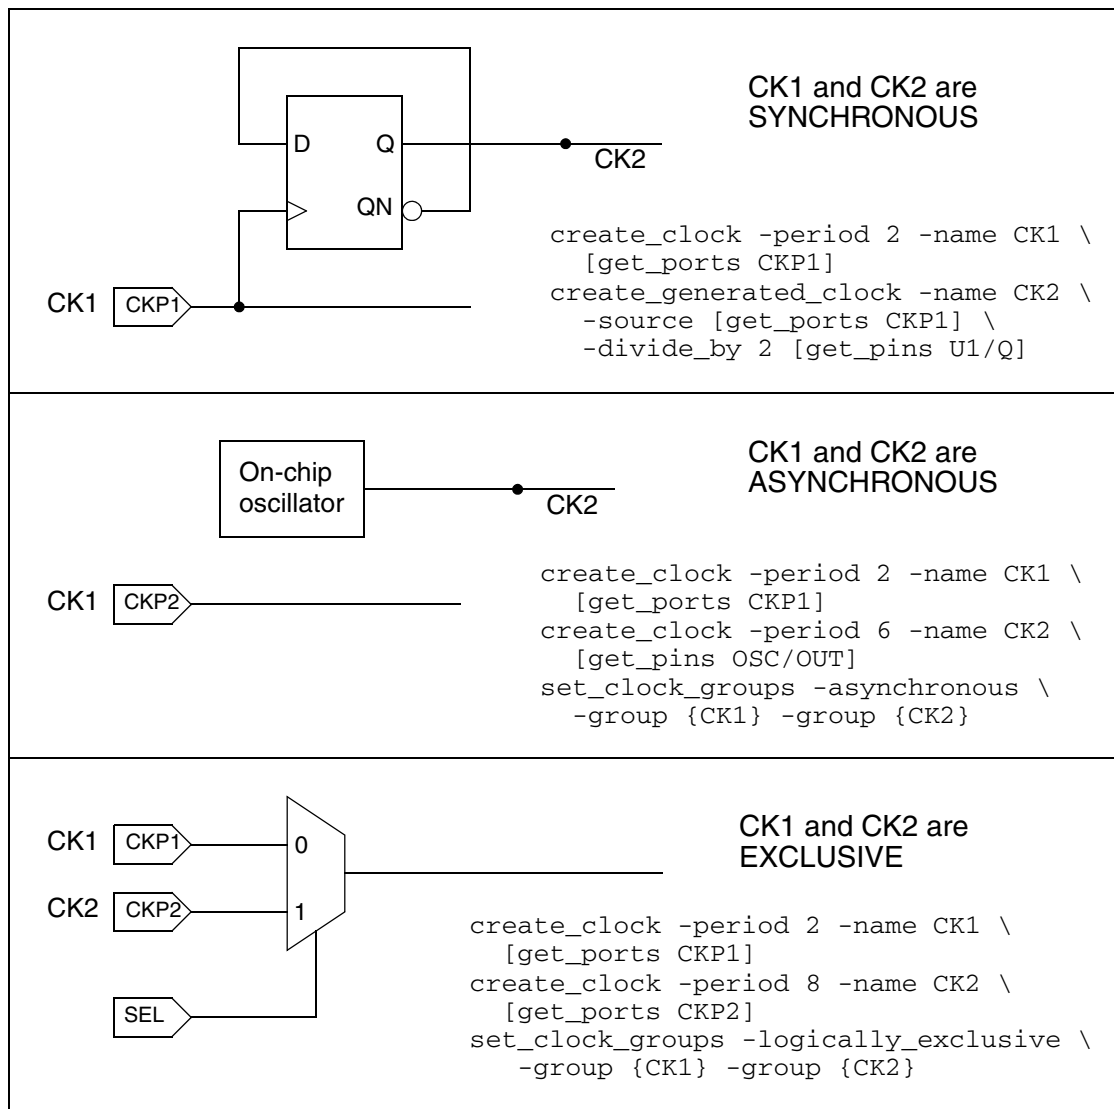 CK1 and CK2 are
SYNCHRONOUS
D
Q
CK2
QN
create_clock -period 2 -name CK1 \
[get_ports CKP1]
create_generated_clock -name CK2 \
-source [get_ports CKP1] \
-divide_by 2 [get_pins U1/Q]
CK1
CKP1
On-chip
oscillator
CK2
CK1 and CK2 are
ASYNCHRONOUS
CK1
CKP2
create_clock -period 2 -name CK1 \
[get_ports CKP1]
create_clock -period 6 -name CK2 \
[get_pins OSC/OUT]
set_clock_groups -asynchronous \
-group {CK1} -group {CK2}
CK1
CKP1
0
CK2
CKP2
1
SEL
CK1 and CK2 are
EXCLUSIVE
create_clock -period 2 -name CK1 \
[get_ports CKP1]
create_clock -period 8 -name CK2 \
[get_ports CKP2]
set_clock_groups -logically_exclusive \
-group {CK1} -group {CK2}